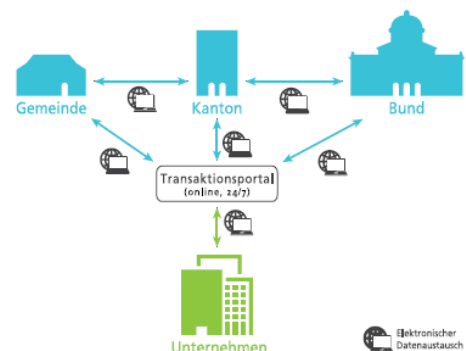 Gemeinde
Kanton
Bund
Transaktionsportal
(online, 24/7)
Unternehmen
Elektronischer
Datenaustausch